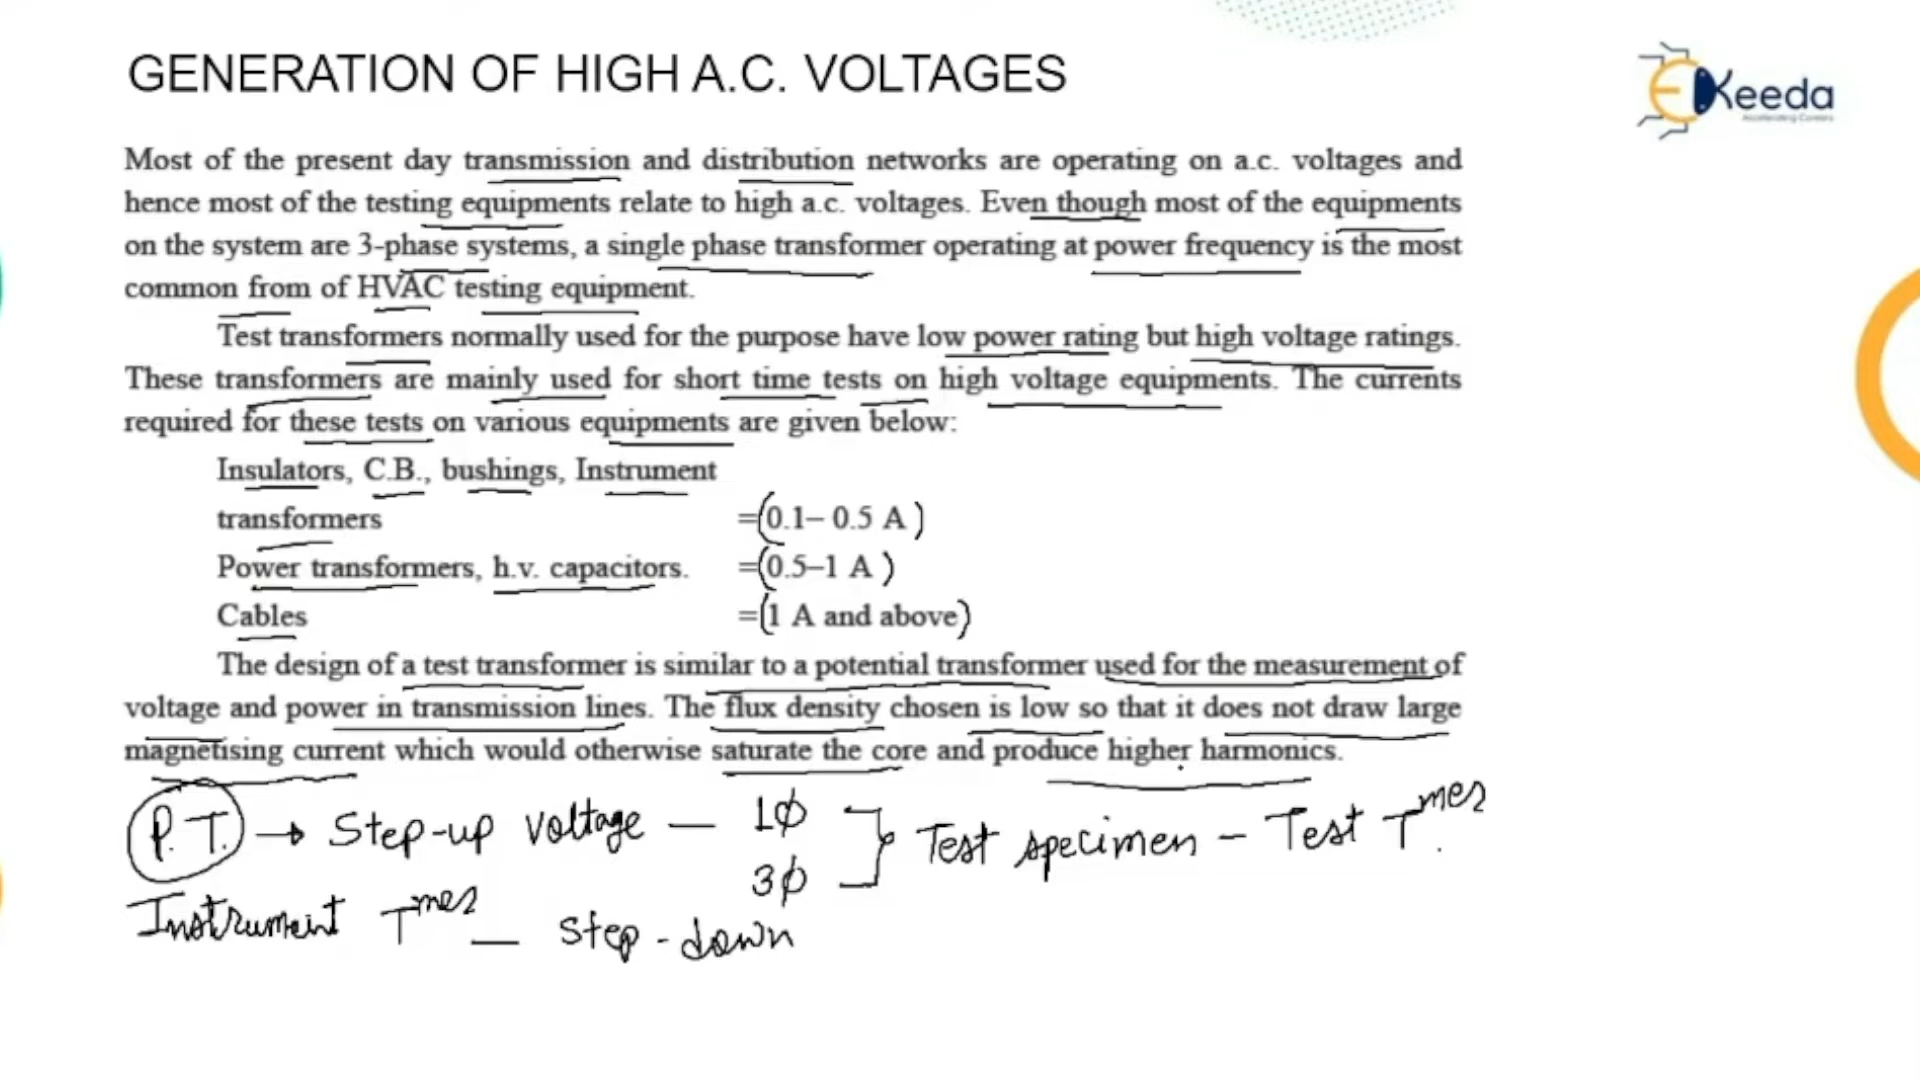 GENERATION OF HIGH A.C. VOLTAGES
Keeda
Accelerating Careers
Most of the present day transmission and distribution networks are operating on a.c. voltages and
hence most of the testing equipments relate to high a.c. voltages. Even though most of the equipments
on the system are 3-phase systems, a single phase transformer operating at power frequency is the most
common from of HVAC testing equipment.
Test transformers normally used for the purpose have low power rating but high voltage ratings.
These transformers are mainly used for short time tests on high voltage equipments. The currents
required for these tests on various equipments are given below:
Insulators, C.B., bushings, Instrument
transformers =(0.1– 0.5 A)
Power transformers, h.v. capacitors. =(0.5–1 A)
Cables =(1 A and above)
The design of a test transformer is similar to a potential transformer used for the measurement of
voltage and power in transmission lines. The flux density chosen is low so that it does not draw large
magnetising current which would otherwise saturate the core and produce higher harmonics.
P.T. → Step-up voltage — 1φ
3φ } Test specimen – Test Tmer.
Instrument Tmer — Step-down